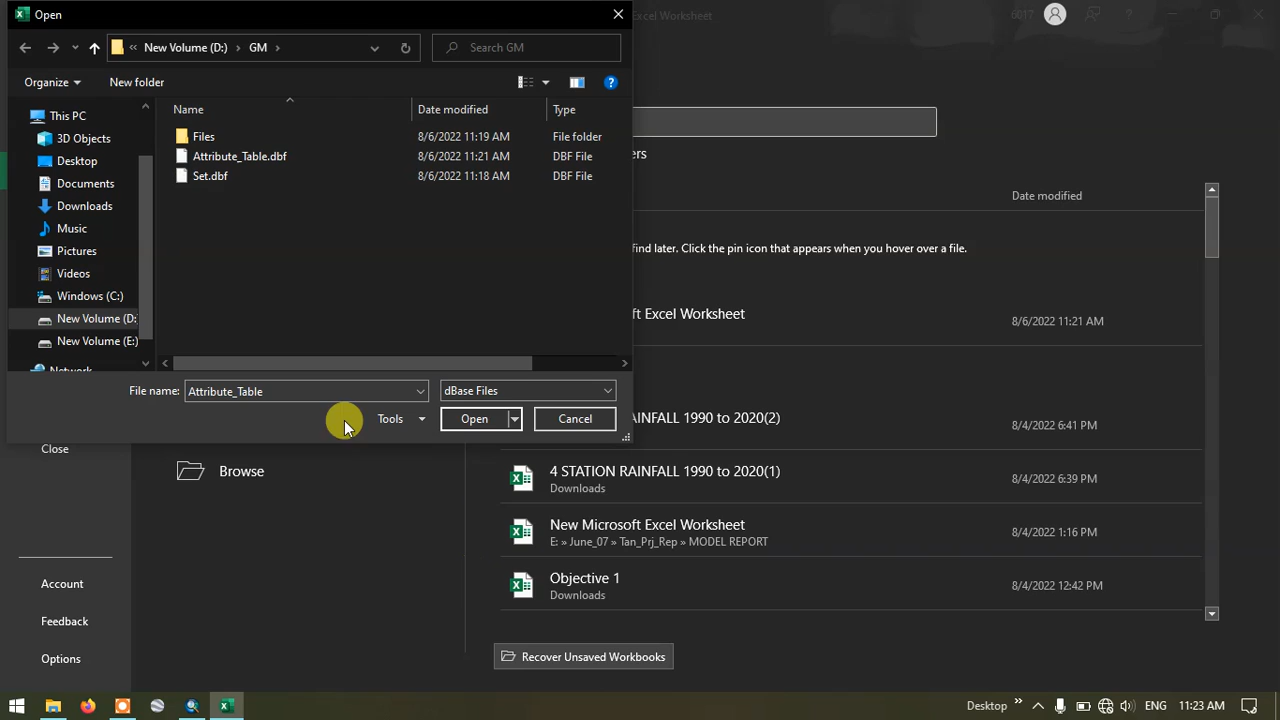 Open
Excel Worksheet
6017
New Volume (D:) › GM ›
Search GM
Organize
New folder
This PC
3D Objects
Desktop
Documents
Downloads
Music
Pictures
Videos
Windows (C:)
New Volume (D:
New Volume (E:)
Network
Name
Date modified
Type
Files
8/6/2022 11:19 AM
File folder
Attribute_Table.dbf
8/6/2022 11:21 AM
DBF File
Set.dbf
8/6/2022 11:18 AM
DBF File
File name:
Attribute_Table
dBase Files
Tools
Open
Cancel
ers
Date modified
find later. Click the pin icon that appears when you hover over a file.
ft Excel Worksheet
8/6/2022 11:21 AM
RAINFALL 1990 to 2020(2)
8/4/2022 6:41 PM
4 STATION RAINFALL 1990 to 2020(1)
Downloads
8/4/2022 6:39 PM
New Microsoft Excel Worksheet
E: » June_07 » Tan_Prj_Rep » MODEL REPORT
8/4/2022 1:16 PM
Objective 1
Downloads
8/4/2022 12:42 PM
Recover Unsaved Workbooks
Close
Browse
Account
Feedback
Options
Desktop
ENG
11:23 AM